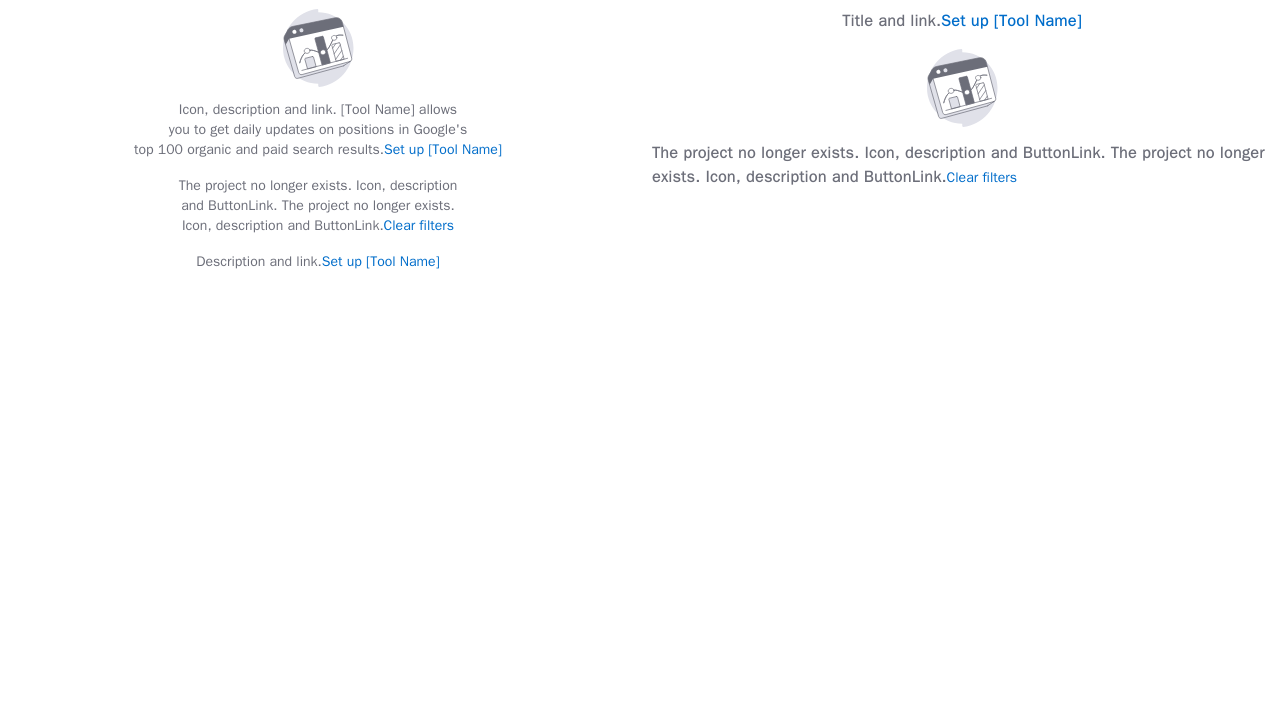 Icon, description and link. [Tool Name] allows
you to get daily updates on positions in Google's
top 100 organic and paid search results.Set up [Tool Name]
The project no longer exists. Icon, description
and ButtonLink. The project no longer exists.
Icon, description and ButtonLink.Clear filters
Description and link.Set up [Tool Name]
Title and link.Set up [Tool Name]
The project no longer exists. Icon, description and ButtonLink. The project no longer
exists. Icon, description and ButtonLink.Clear filters